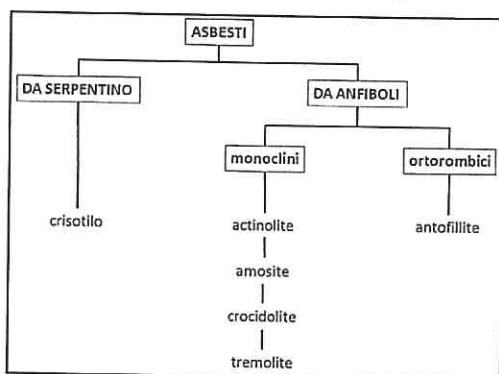 ASBESTI
DA SERPENTINO
DA ANFIBOLI
monoclini
ortorombici
crisotilo
actinolite
antofillite
amosite
crocidolite
tremolite